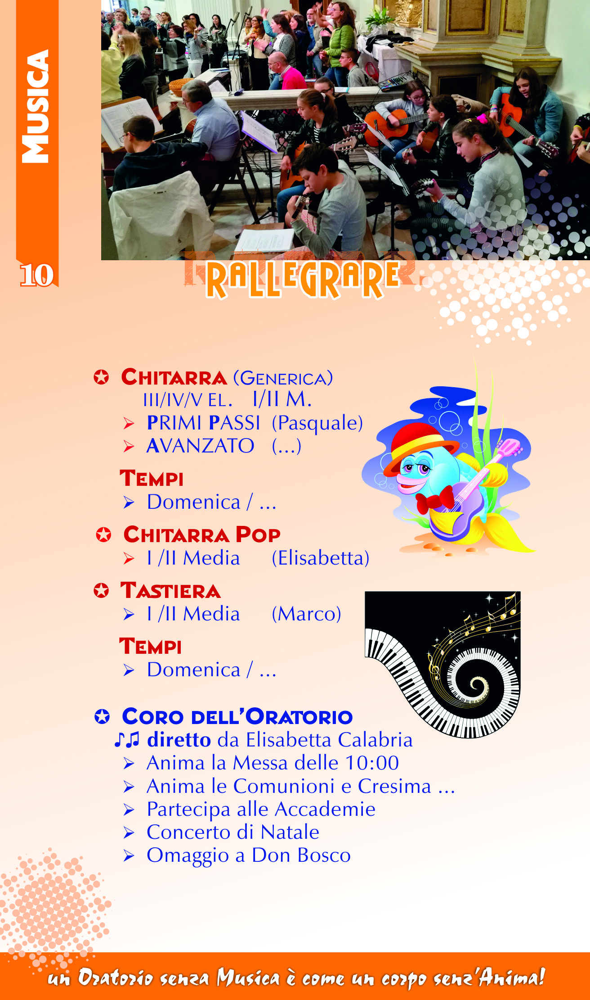 MUSICA
10
RALLEGRARE
✪ CHITARRA (GENERICA)
III/IV/V EL. I/II M.
➢ PRIMI PASSI (Pasquale)
➢ AVANZATO (...)
TEMPI
➢ Domenica / ...
✪ CHITARRA POP
➢ I /II Media (Elisabetta)
✪ TASTIERA
➢ I /II Media (Marco)
TEMPI
➢ Domenica / ...
✪ CORO DELL'ORATORIO
♪♫ diretto da Elisabetta Calabria
➢ Anima la Messa delle 10:00
➢ Anima le Comunioni e Cresima ...
➢ Partecipa alle Accademie
➢ Concerto di Natale
➢ Omaggio a Don Bosco
un Oratorio senza Musica è come un corpo senz'Anima!